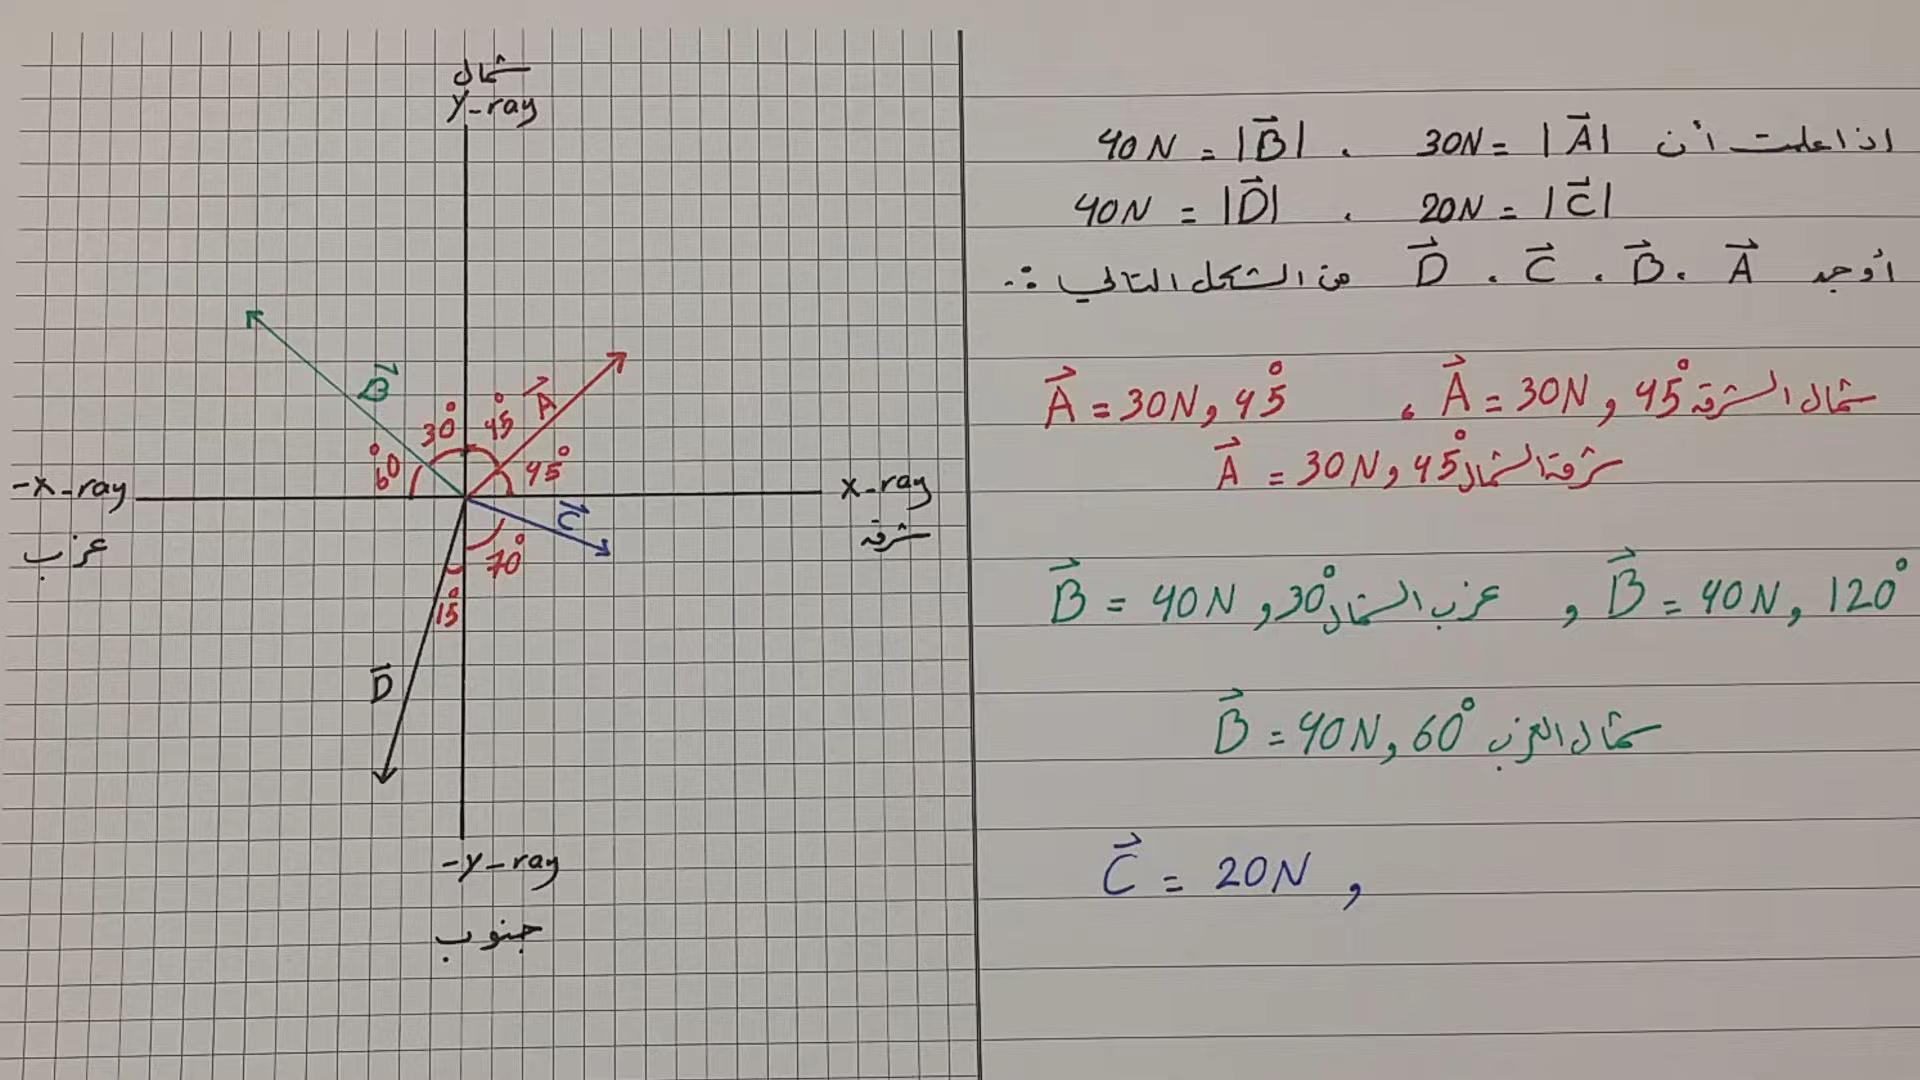 شمال
y-ray
B⃗
A⃗
30°
45°
60°
45°
-x-ray
x-ray
غرب
شرق
C⃗
70°
15°
D⃗
-y-ray
جنوب
اذا علمت أن |A⃗| = 30N . |B⃗| = 40N
|C⃗| = 20N . |D⃗| = 40N
أوجد A⃗ . B⃗ . C⃗ . D⃗ من الشكل التالي :.
A⃗ = 30N, 45° , A⃗ = 30N, 45° شمال الشرق
A⃗ = 30N, 45° شرق الشمال
B⃗ = 40N, 30° غرب الشمال , B⃗ = 40N, 120°
B⃗ = 40N, 60° شمال الغرب
C⃗ = 20N ,